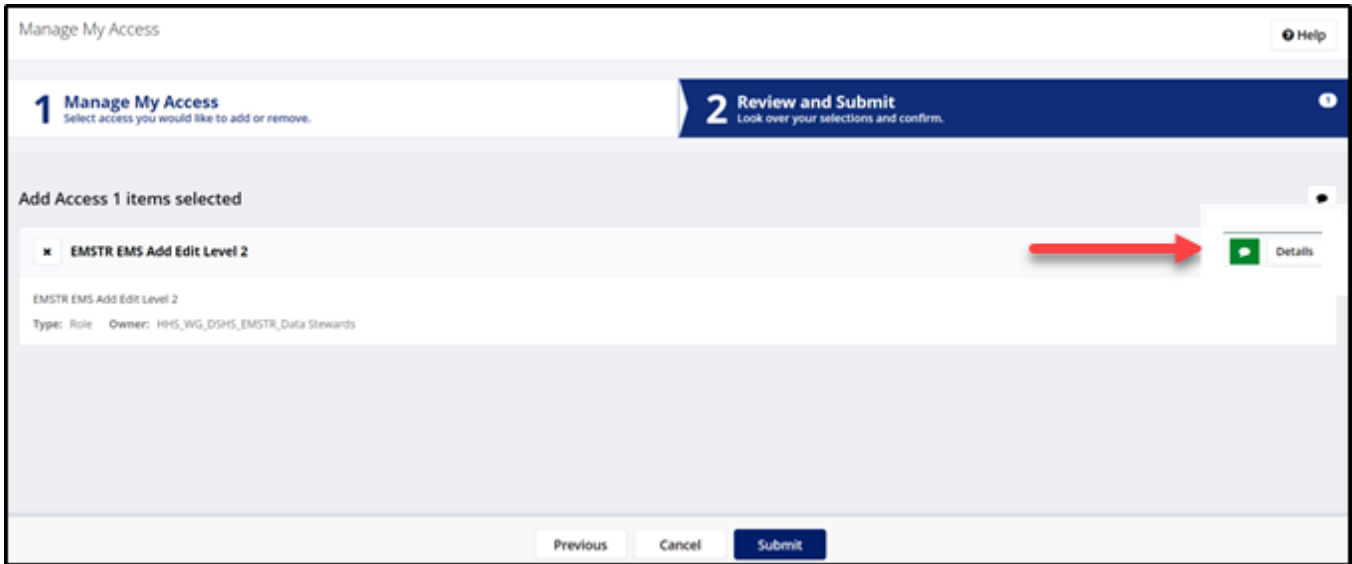 Manage My Access
Help
1 Manage My Access
Select access you would like to add or remove.
2 Review and Submit
Look over your selections and confirm.
1
Add Access 1 items selected
EMSTR EMS Add Edit Level 2
Details
EMSTR EMS Add Edit Level 2
Type: Role Owner: HHS_WG_DSHS_EMSTR_Data Stewards
Previous Cancel Submit